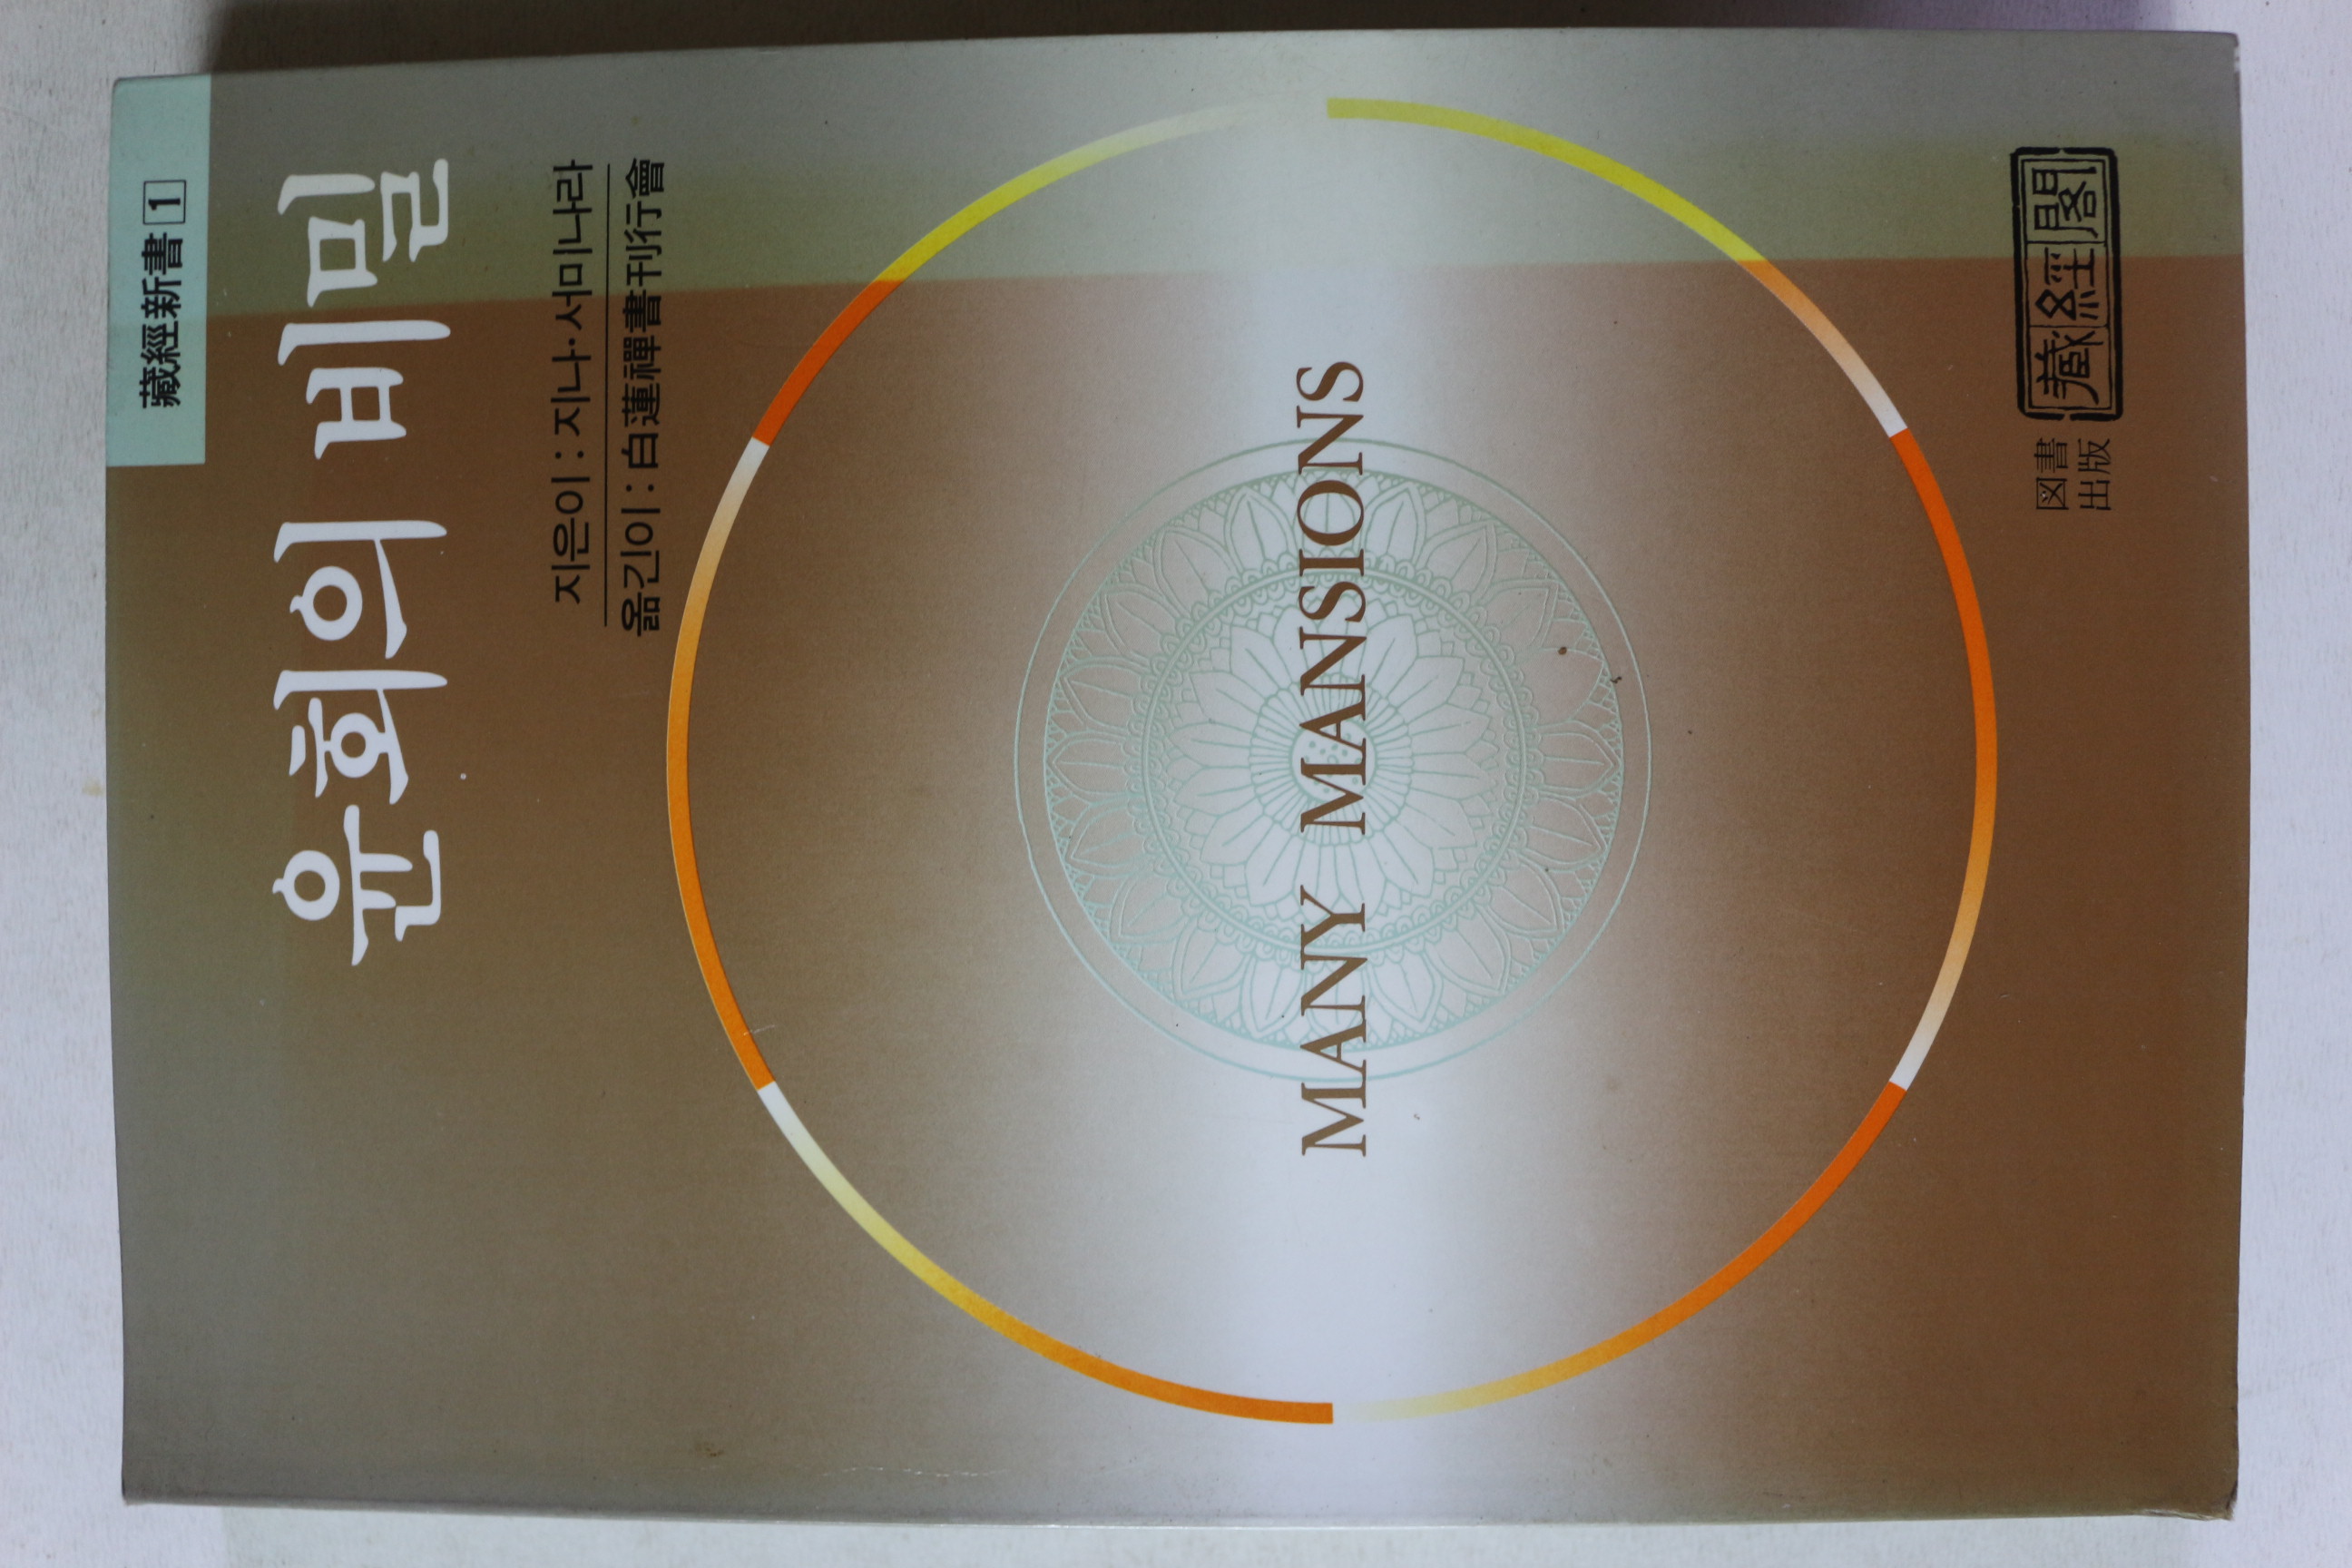 藏經新書 1
윤회의 비밀
지은이 : 지나·서미나라
옮긴이 : 白蓮禪書刊行會
MANY MANSIONS
図書
出版
藏經閣